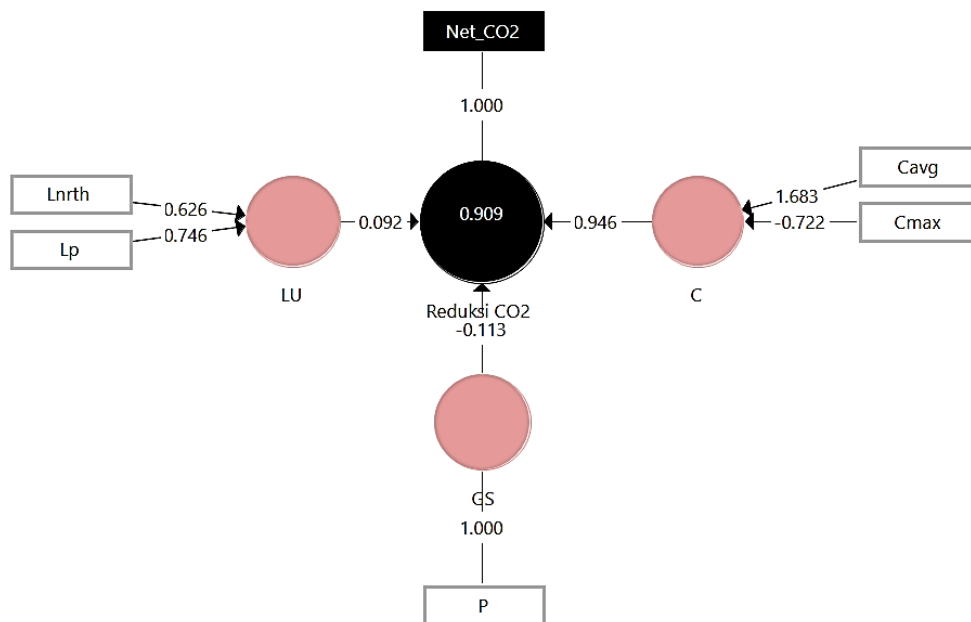 Net_CO2
1.000
Lnrth
0.626
Lp
0.746
LU
0.092
0.909
Reduksi CO2
0.946
C
Cavg
1.683
Cmax
-0.722
-0.113
GS
1.000
P